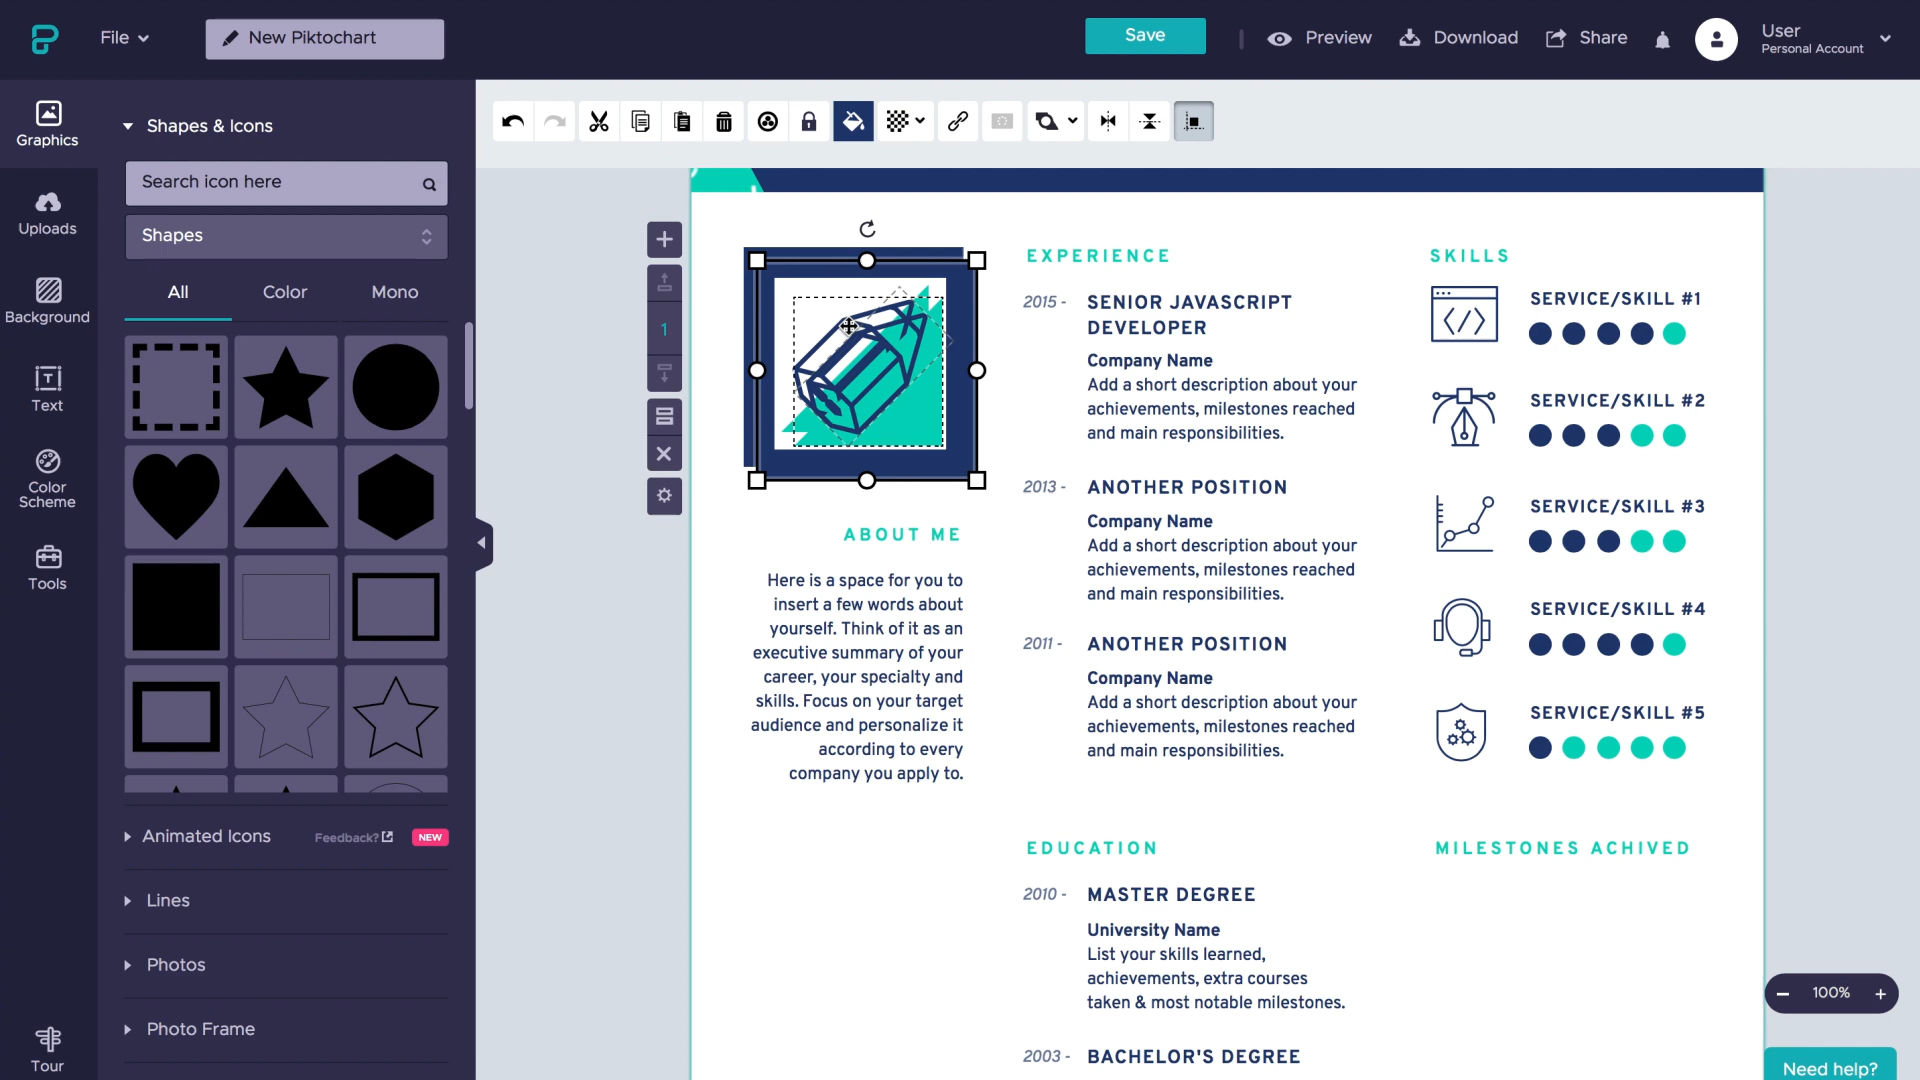 File
New Piktochart
Save
Preview
Download
Share
User
Personal Account
Graphics
Uploads
Background
Text
Color
Scheme
Tools
Tour
Shapes & Icons
Search icon here
Shapes
All
Color
Mono
Animated Icons
Feedback?
NEW
Lines
Photos
Photo Frame
1
ABOUT ME
Here is a space for you to
insert a few words about
yourself. Think of it as an
executive summary of your
career, your specialty and
skills. Focus on your target
audience and personalize it
according to every
company you apply to.
EXPERIENCE
2015 -
SENIOR JAVASCRIPT
DEVELOPER
Company Name
Add a short description about your
achievements, milestones reached
and main responsibilities.
2013 -
ANOTHER POSITION
Company Name
Add a short description about your
achievements, milestones reached
and main responsibilities.
2011 -
ANOTHER POSITION
Company Name
Add a short description about your
achievements, milestones reached
and main responsibilities.
EDUCATION
2010 -
MASTER DEGREE
University Name
List your skills learned,
achievements, extra courses
taken & most notable milestones.
2003 -
BACHELOR'S DEGREE
SKILLS
SERVICE/SKILL #1
SERVICE/SKILL #2
SERVICE/SKILL #3
SERVICE/SKILL #4
SERVICE/SKILL #5
MILESTONES ACHIVED
100%
Need help?